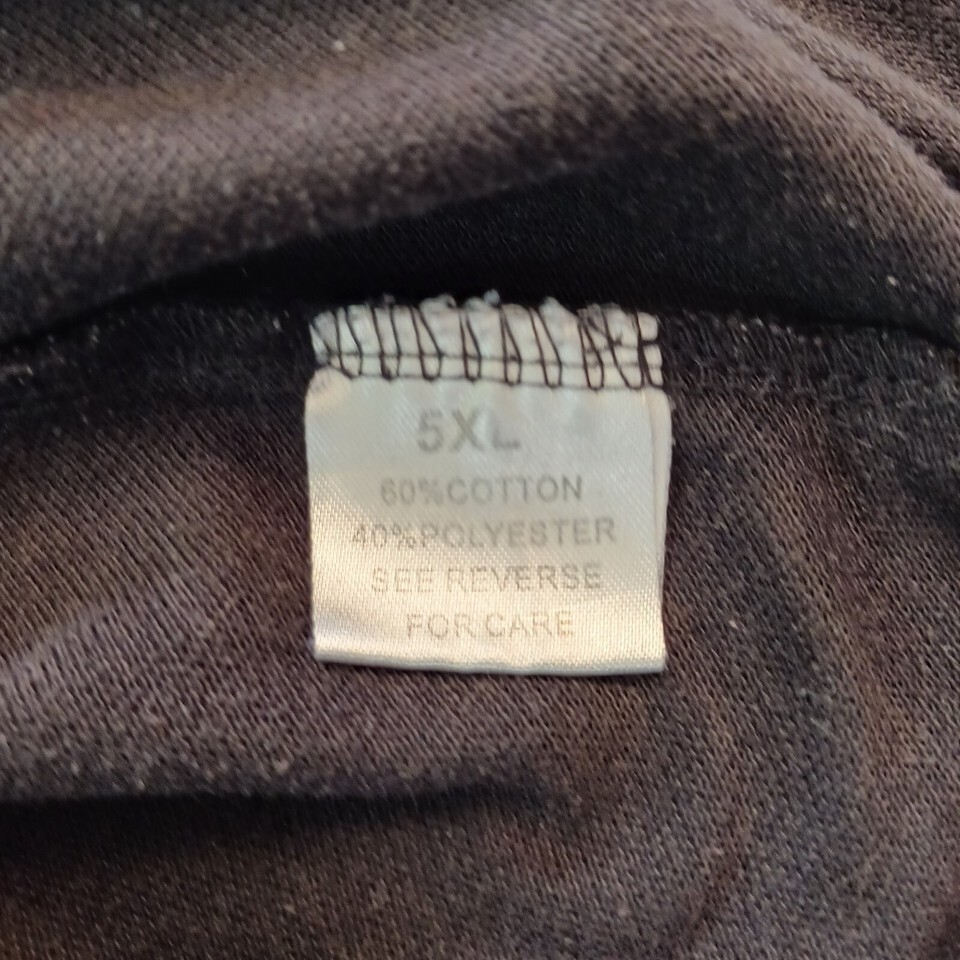 5XL
60%COTTON
40%POLYESTER
SEE REVERSE
FOR CARE